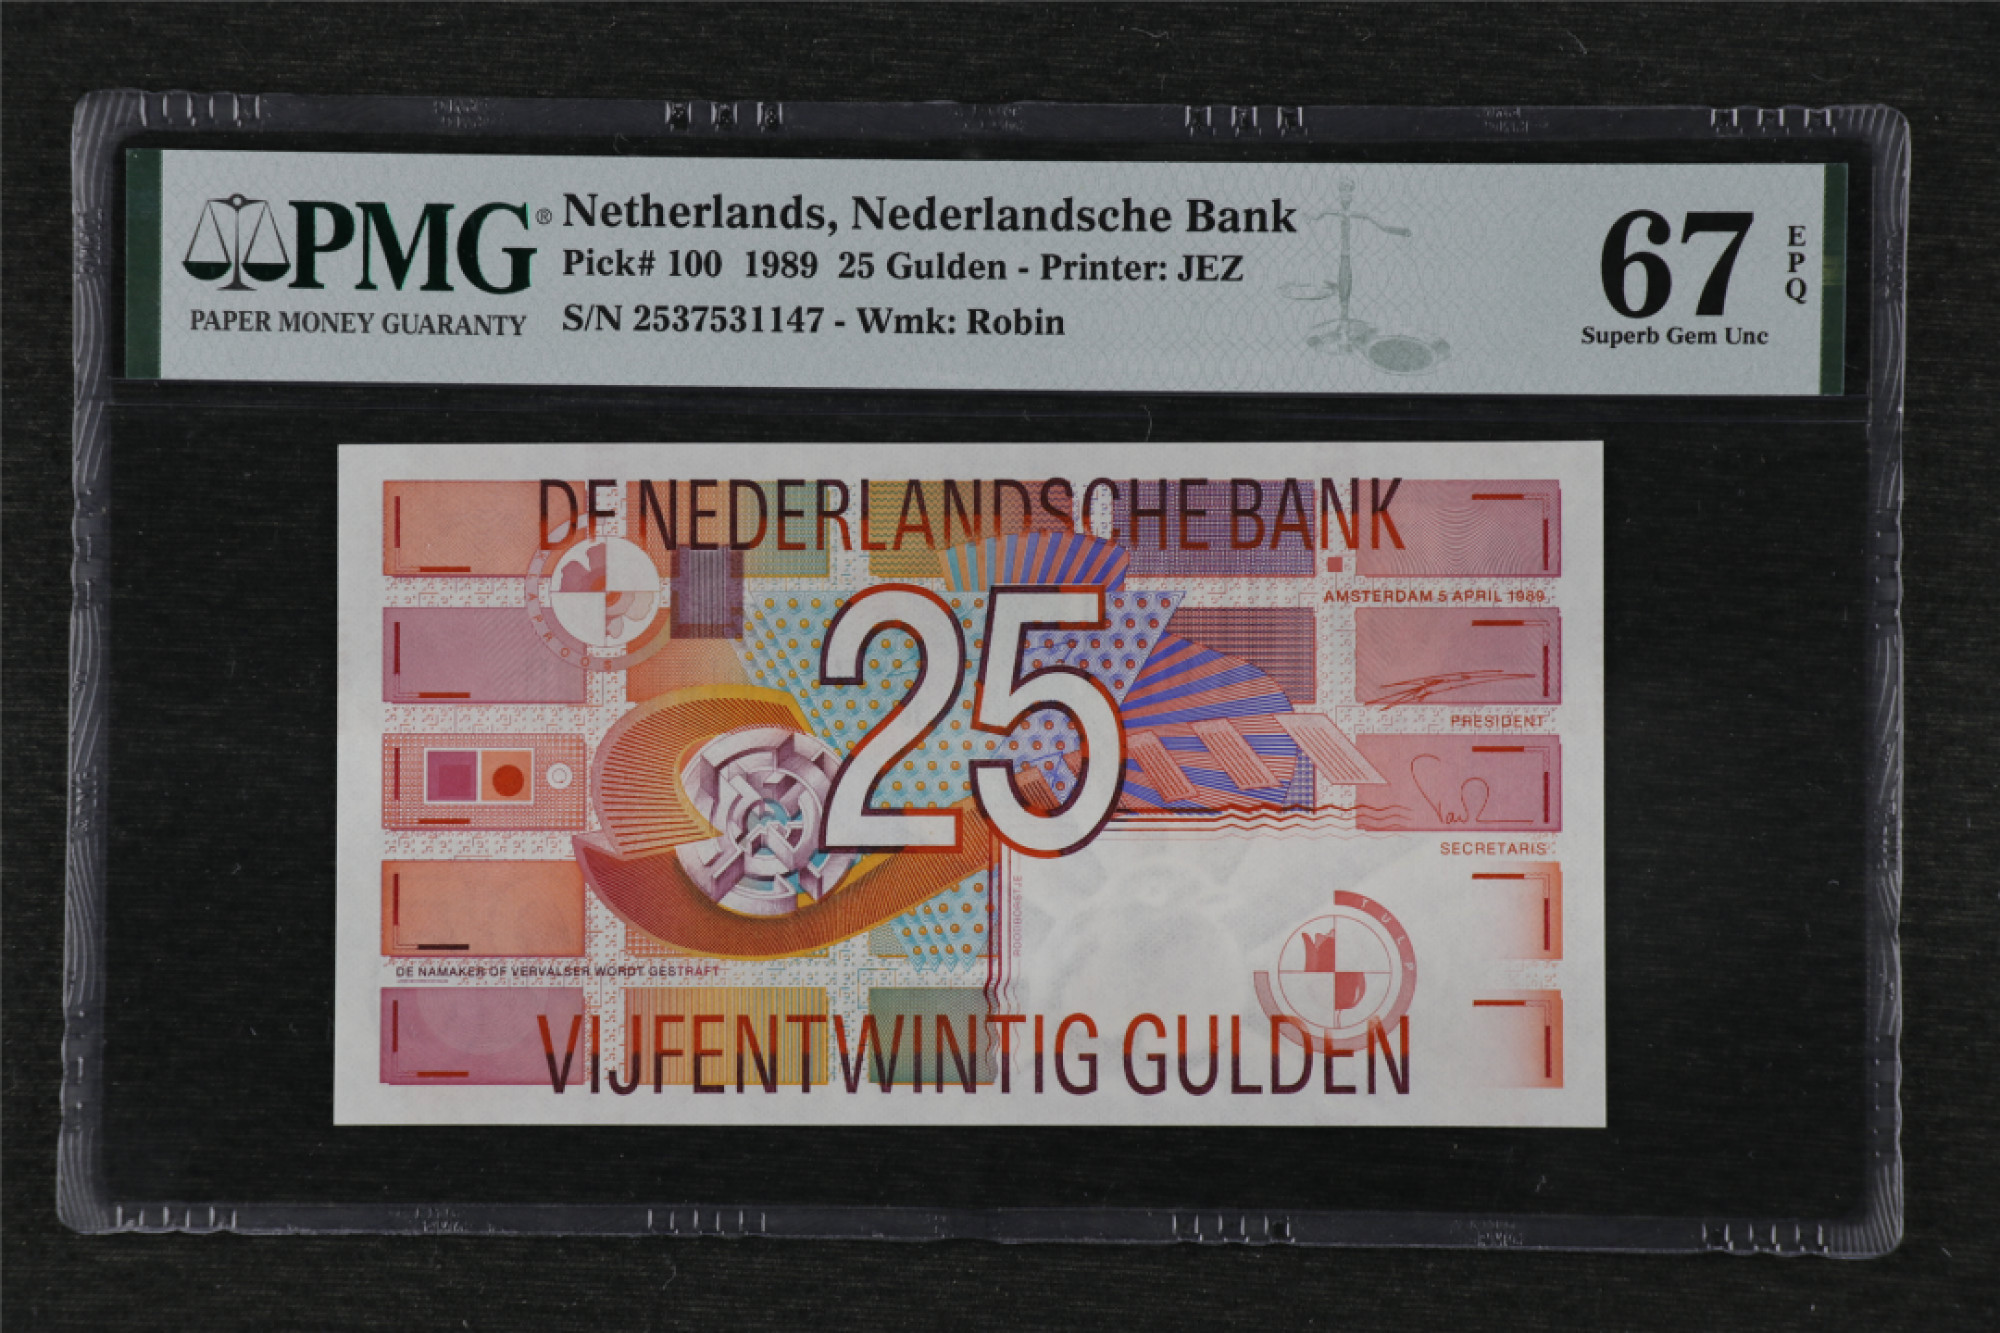 PMG®
PAPER MONEY GUARANTY
Netherlands, Nederlandsche Bank
Pick# 100 1989 25 Gulden - Printer: JEZ
S/N 2537531147 - Wmk: Robin
67
EPQ
Superb Gem Unc
DE NEDERLANDSCHE BANK
AMSTERDAM 5 APRIL 1989
25
PRESIDENT
SECRETARIS
ROODBORSTJE
TULP
DE NAMAKER OF VERVALSER WORDT GESTRAFT
VIJFENTWINTIG GULDEN